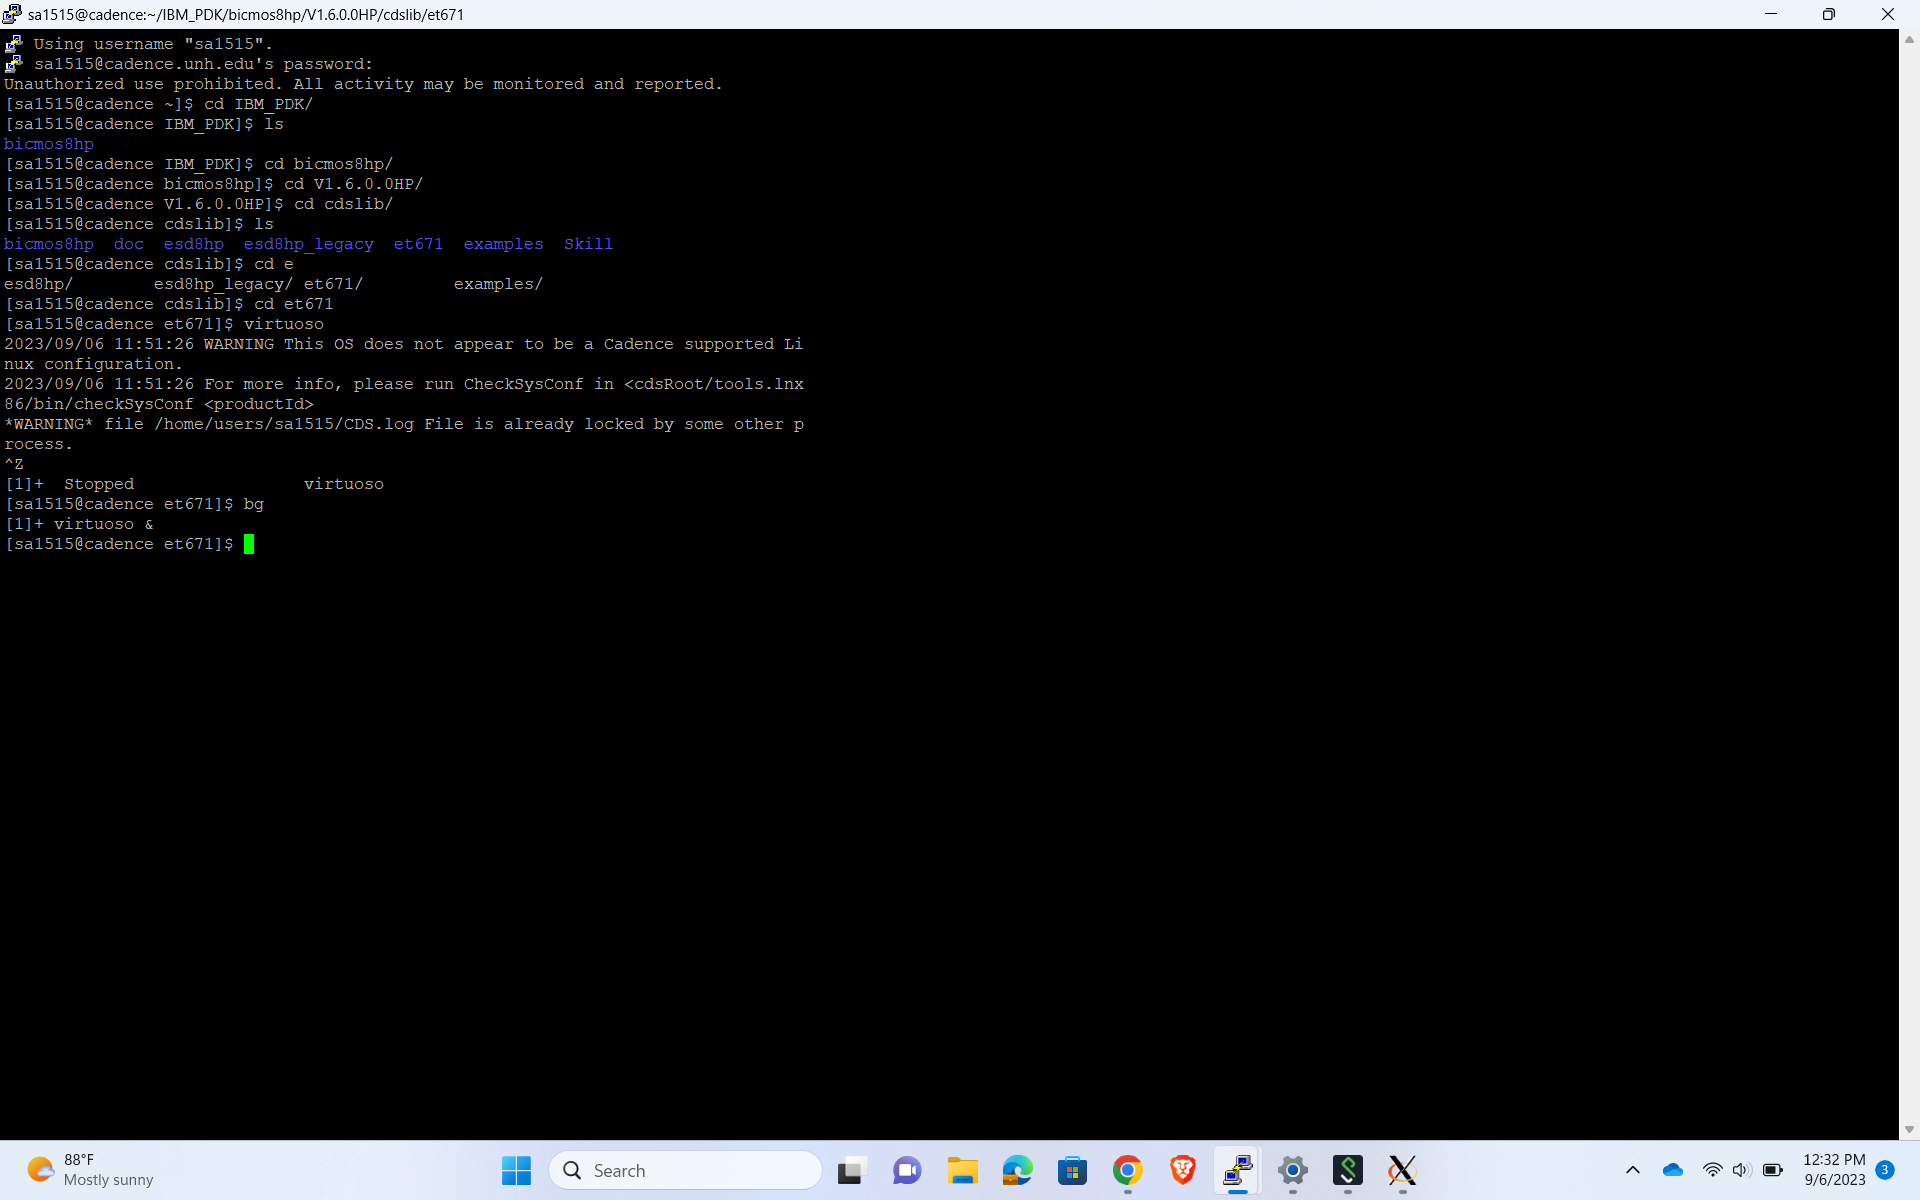 sa1515@cadence:~/IBM_PDK/bicmos8hp/V1.6.0.0HP/cdslib/et671
Using username "sa1515".
sa1515@cadence.unh.edu's password:
Unauthorized use prohibited. All activity may be monitored and reported.
[sa1515@cadence ~]$ cd IBM_PDK/
[sa1515@cadence IBM_PDK]$ ls
bicmos8hp
[sa1515@cadence IBM_PDK]$ cd bicmos8hp/
[sa1515@cadence bicmos8hp]$ cd V1.6.0.0HP/
[sa1515@cadence V1.6.0.0HP]$ cd cdslib/
[sa1515@cadence cdslib]$ ls
bicmos8hp  doc  esd8hp  esd8hp_legacy  et671  examples  Skill
[sa1515@cadence cdslib]$ cd e
esd8hp/        esd8hp_legacy/ et671/         examples/
[sa1515@cadence cdslib]$ cd et671
[sa1515@cadence et671]$ virtuoso
2023/09/06 11:51:26 WARNING This OS does not appear to be a Cadence supported Li
nux configuration.
2023/09/06 11:51:26 For more info, please run CheckSysConf in <cdsRoot/tools.lnx
86/bin/checkSysConf <productId>
*WARNING* file /home/users/sa1515/CDS.log File is already locked by some other p
rocess.
^Z
[1]+  Stopped                 virtuoso
[sa1515@cadence et671]$ bg
[1]+ virtuoso &
[sa1515@cadence et671]$
88°F
Mostly sunny
Search
12:32 PM
9/6/2023
3